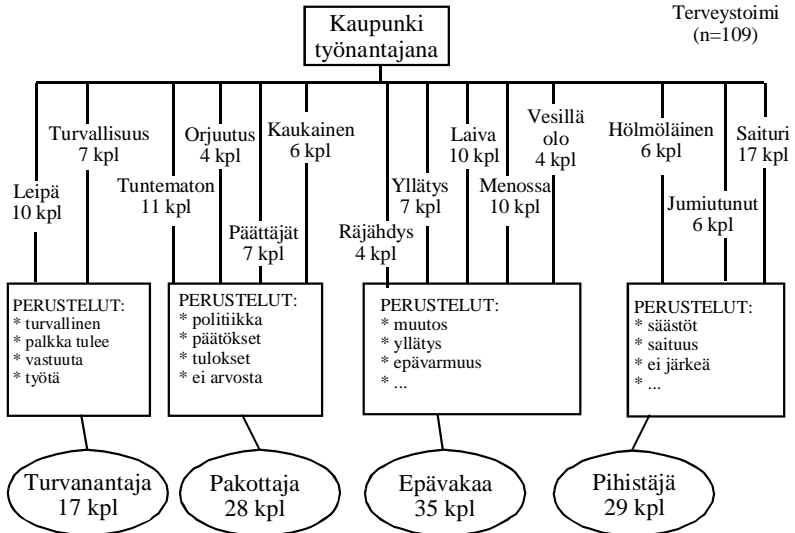 Kaupunki
työnantajana
Terveystoimi
(n=109)
Leipä
10 kpl
Turvallisuus
7 kpl
Tuntematon
11 kpl
Orjuutus
4 kpl
Päättäjät
7 kpl
Kaukainen
6 kpl
Räjähdys
4 kpl
Yllätys
7 kpl
Laiva
10 kpl
Menossa
10 kpl
Vesillä
olo
4 kpl
Hölmöläinen
6 kpl
Jumiutunut
6 kpl
Saituri
17 kpl
PERUSTELUT:
* turvallinen
* palkka tulee
* vastuuta
* työtä
PERUSTELUT:
* politiikka
* päätökset
* tulokset
* ei arvosta
PERUSTELUT:
* muutos
* yllätys
* epävarmuus
* ...
PERUSTELUT:
* säästöt
* saituus
* ei järkeä
* ...
Turvanantaja
17 kpl
Pakottaja
28 kpl
Epävakaa
35 kpl
Pihistäjä
29 kpl